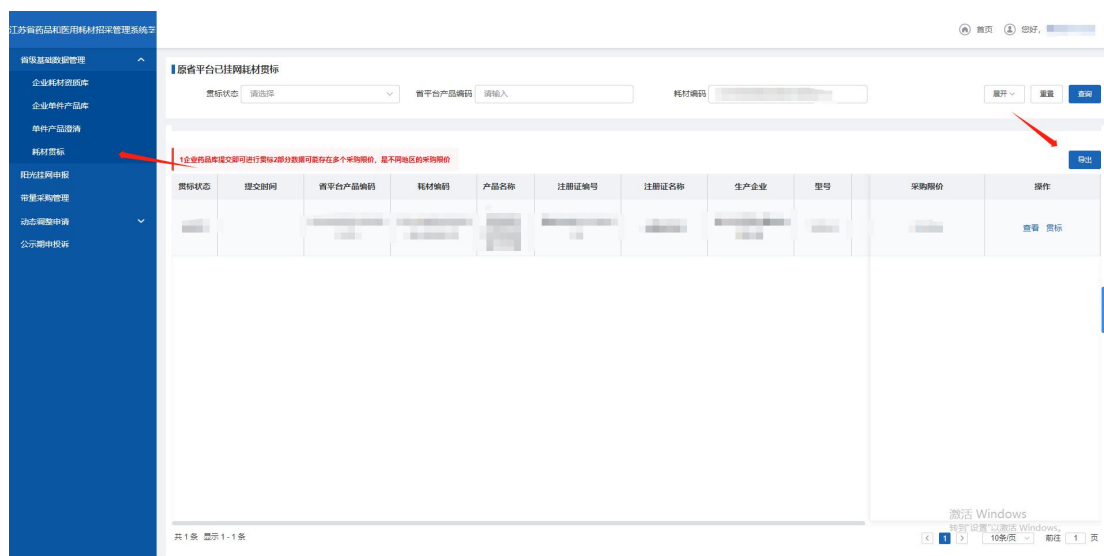 江苏省药品和医用耗材招采管理系统
首页 您好,
省级基础数据管理
企业耗材资质库
企业单件产品库
单件产品澄清
耗材贯标
阳光挂网申报
带量采购管理
动态调整申请
公示期申投诉
原省平台已挂网耗材贯标
贯标状态 请选择 省平台产品编码 请输入 耗材编码 展开 重置 查询
1企业药品库提交即可进行贯标2部分数据可能存在多个采购限价，是不同地区的采购限价
导出
贯标状态 提交时间 省平台产品编码 耗材编码 产品名称 注册证编号 注册证名称 生产企业 型号 采购限价 操作
查看 贯标
激活 Windows
转到"设置"以激活 Windows。
共 1 条 显示 1 - 1 条
1 10条/页 前往 1 页